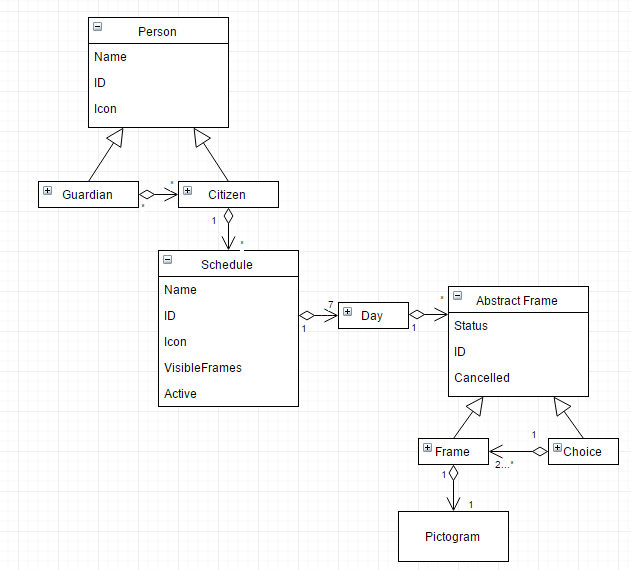 Person
Name
ID
Icon
Guardian
*
*
Citizen
1
*
Schedule
Name
ID
Icon
VisibleFrames
Active
7
1
Day
*
1
Abstract Frame
Status
ID
Cancelled
Frame
1
2...*
Choice
1
1
Pictogram